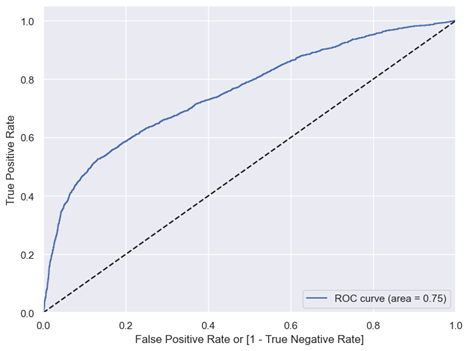 True Positive Rate
1.0
0.8
0.6
0.4
0.2
0.0
ROC curve (area = 0.75)
0.0 0.2 0.4 0.6 0.8 1.0
False Positive Rate or [1 - True Negative Rate]